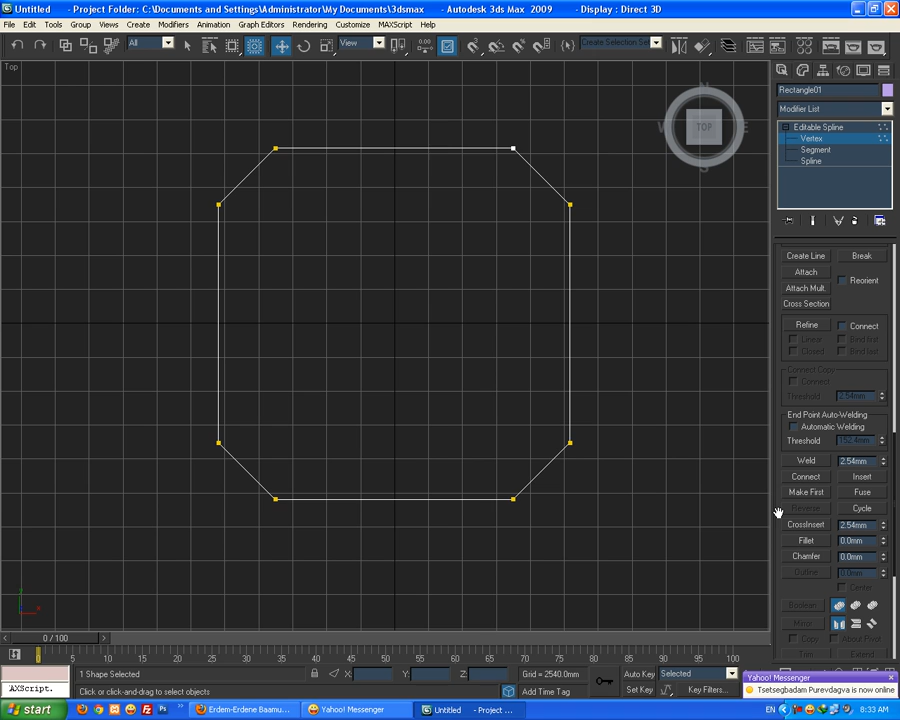 Untitled - Project Folder: C:\Documents and Settings\Administrator\My Documents\3dsmax - Autodesk 3ds Max 2009 - Display : Direct 3D
File Edit Tools Group Views Create Modifiers Animation Graph Editors Rendering Customize MAXScript Help
All View Create Selection Se
Top
N
W TOP E
S
Rectangle01
Modifier List
Editable Spline
Vertex
Segment
Spline
Create Line Break
Attach Reorient
Attach Mult.
Cross Section
Refine Connect
Linear Bind first
Closed Bind last
Connect Copy
Connect
Threshold 2.54mm
End Point Auto-Welding
Automatic Welding
Threshold 152.4mm
Weld 2.54mm
Connect Insert
Make First Fuse
Reverse Cycle
CrossInsert 2.54mm
Fillet 0.0mm
Chamfer 0.0mm
Outline 0.0mm
Center
Boolean
Mirror
Copy About Pivot
Trim Extend
z
x
0 / 100
0 5 10 15 20 25 30 35 40 45 50 55 60 65 70 75 80 85 90 95 100
1 Shape Selected X: Y: Z: Grid = 2540.0mm Auto Key Selected
'AXScript. Click or click-and-drag to select objects Add Time Tag Set Key Key Filters...
Yahoo! Messenger
Tsetsegbadam Purevdagva is now online
start Erdem-Erdene Baamu... Yahoo! Messenger Untitled - Project ... EN 8:33 AM